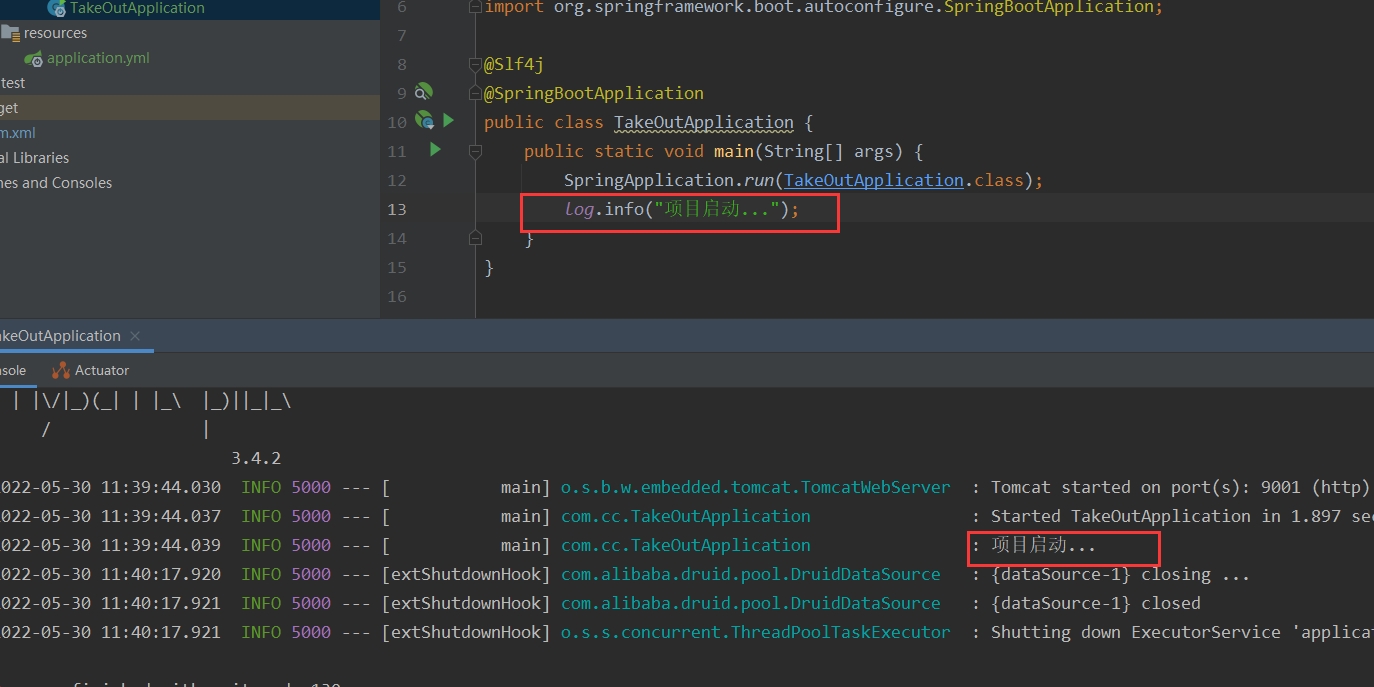 TakeOutApplication
resources
application.yml
test
get
m.xml
al Libraries
hes and Consoles
6 import org.springframework.boot.autoconfigure.SpringBootApplication;
7
8 @Slf4j
9 @SpringBootApplication
10 public class TakeOutApplication {
11 public static void main(String[] args) {
12 SpringApplication.run(TakeOutApplication.class);
13 log.info("项目启动...");
14 }
15 }
16
akeOutApplication ×
nsole Actuator
| |\/|_)(_| | |_\ |_)||_|_\
/ |
3.4.2
022-05-30 11:39:44.030 INFO 5000 --- [ main] o.s.b.w.embedded.tomcat.TomcatWebServer : Tomcat started on port(s): 9001 (http)
022-05-30 11:39:44.037 INFO 5000 --- [ main] com.cc.TakeOutApplication : Started TakeOutApplication in 1.897 sec
022-05-30 11:39:44.039 INFO 5000 --- [ main] com.cc.TakeOutApplication : 项目启动...
022-05-30 11:40:17.920 INFO 5000 --- [extShutdownHook] com.alibaba.druid.pool.DruidDataSource : {dataSource-1} closing ...
022-05-30 11:40:17.921 INFO 5000 --- [extShutdownHook] com.alibaba.druid.pool.DruidDataSource : {dataSource-1} closed
022-05-30 11:40:17.921 INFO 5000 --- [extShutdownHook] o.s.s.concurrent.ThreadPoolTaskExecutor : Shutting down ExecutorService 'applicat